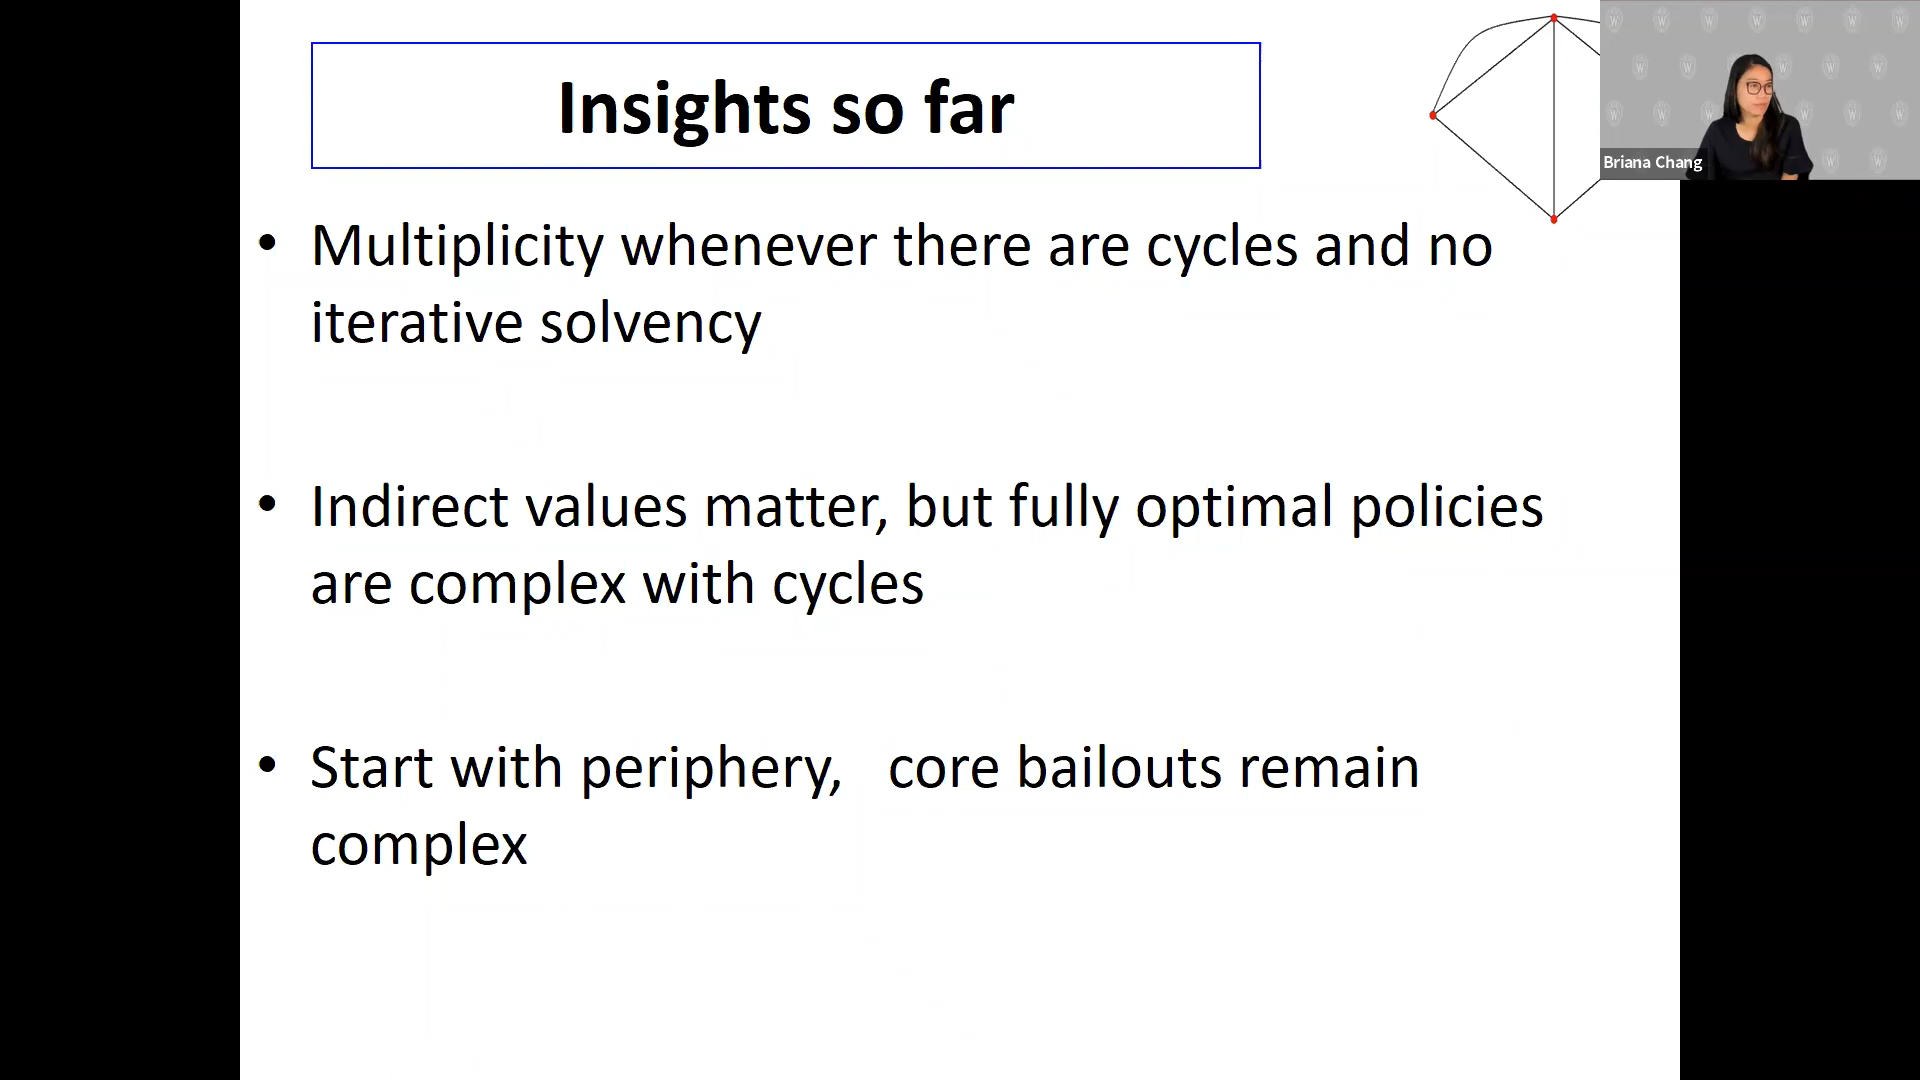 Insights so far
Briana Chang
• Multiplicity whenever there are cycles and no
iterative solvency
• Indirect values matter, but fully optimal policies
are complex with cycles
• Start with periphery, core bailouts remain
complex